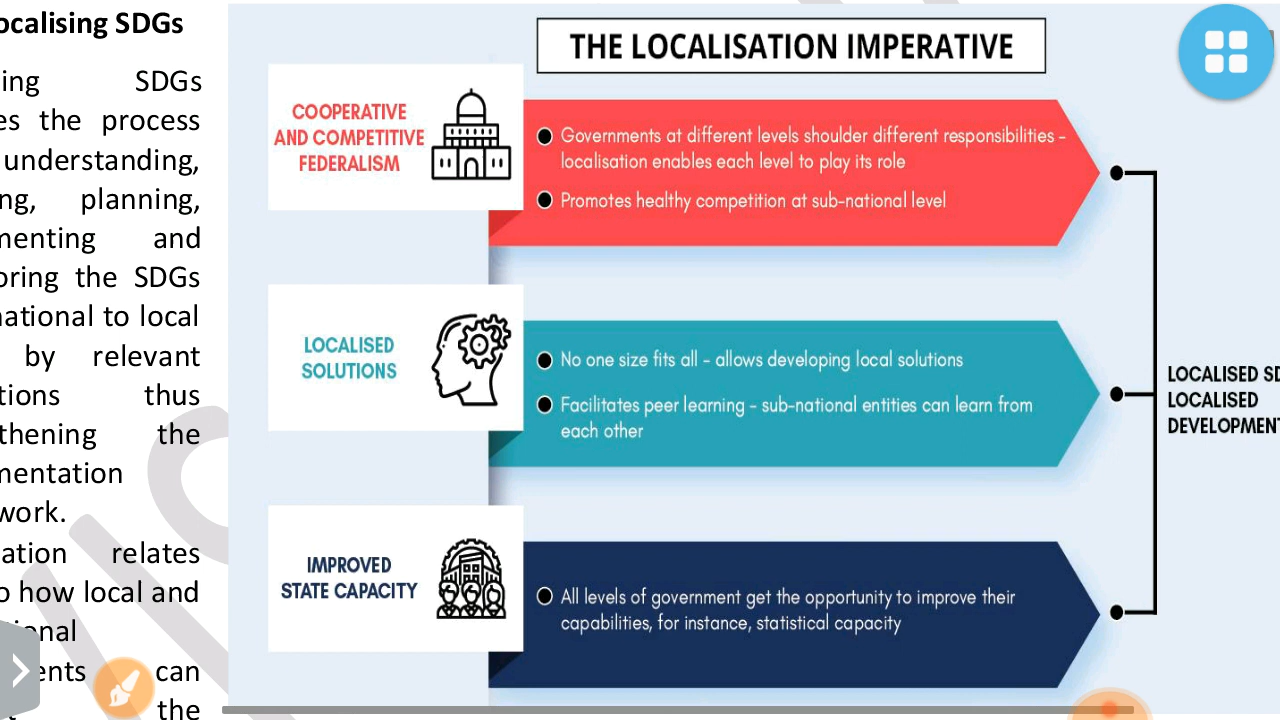 ocalising SDGs
ing SDGs
es the process
understanding,
ng, planning,
menting and
oring the SDGs
national to local
by relevant
tions thus
thening the
mentation
work.
ation relates
o how local and
ional
ents can
the
THE LOCALISATION IMPERATIVE
COOPERATIVE
AND COMPETITIVE
FEDERALISM
Governments at different levels shoulder different responsibilities –
localisation enables each level to play its role
Promotes healthy competition at sub-national level
LOCALISED
SOLUTIONS
No one size fits all – allows developing local solutions
Facilitates peer learning – sub-national entities can learn from
each other
IMPROVED
STATE CAPACITY
All levels of government get the opportunity to improve their
capabilities, for instance, statistical capacity
LOCALISED SD
LOCALISED
DEVELOPMENT